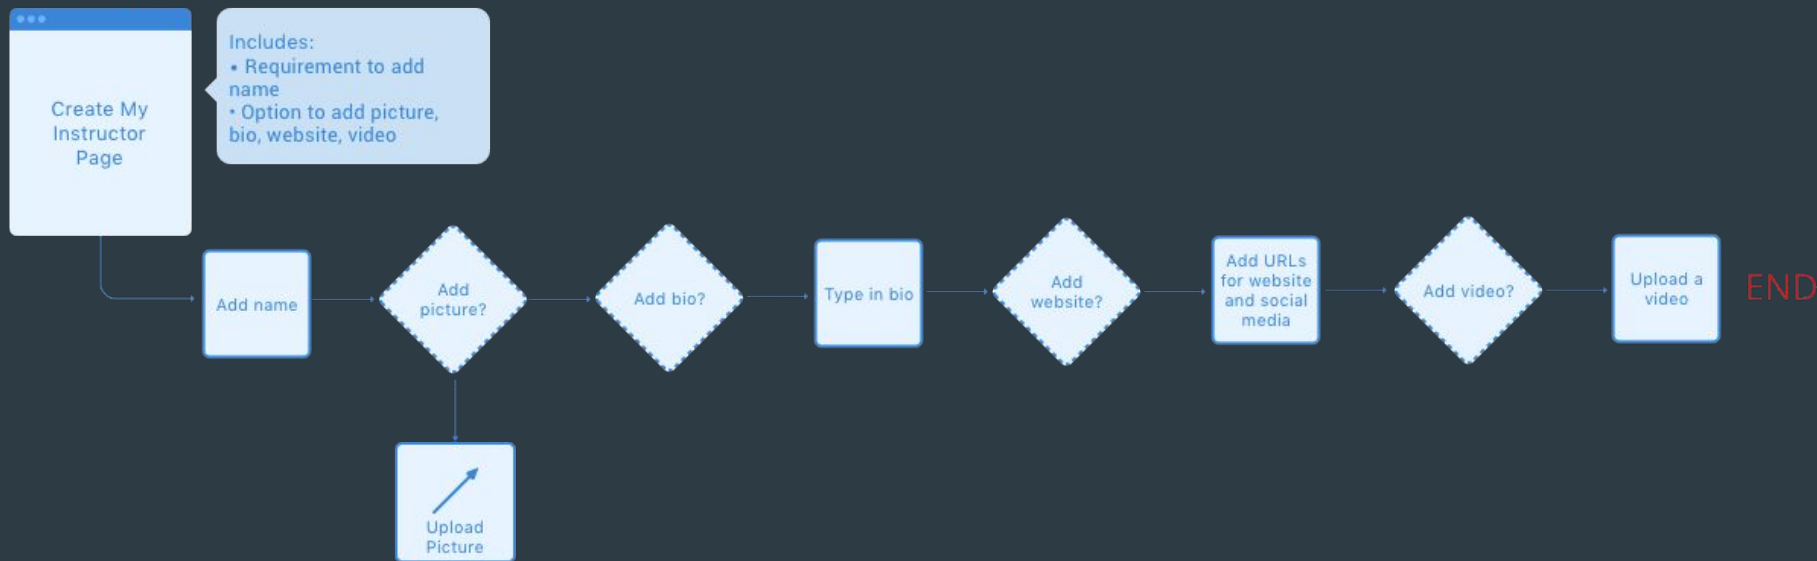 Create My
Instructor
Page
Includes:
• Requirement to add
name
• Option to add picture,
bio, website, video
Add name
Add
picture?
Upload
Picture
Add bio?
Type in bio
Add
website?
Add URLs
for website
and social
media
Add video?
Upload a
video
END